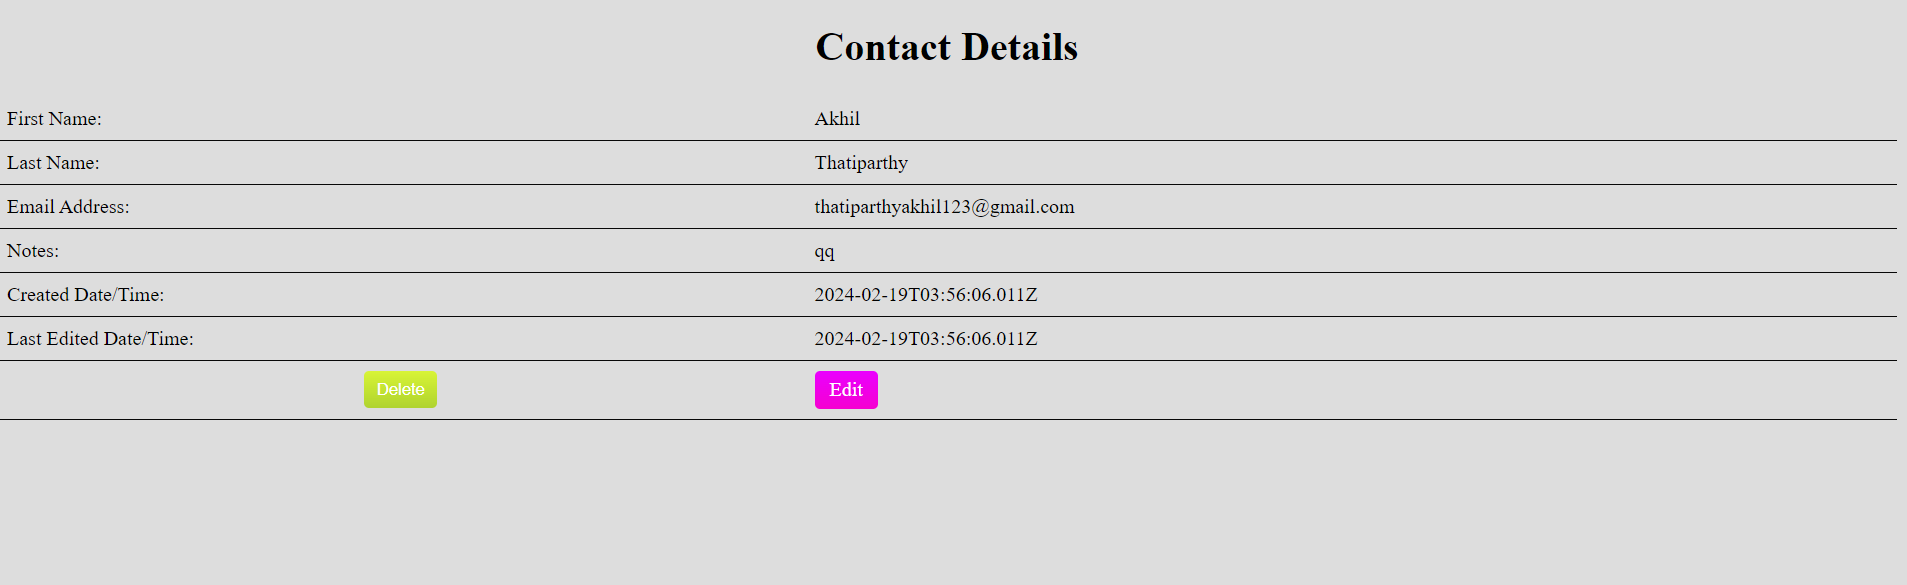 Contact Details
First Name: Akhil
Last Name: Thatiparthy
Email Address: thatiparthyakhil123@gmail.com
Notes: qq
Created Date/Time: 2024-02-19T03:56:06.011Z
Last Edited Date/Time: 2024-02-19T03:56:06.011Z
Delete Edit